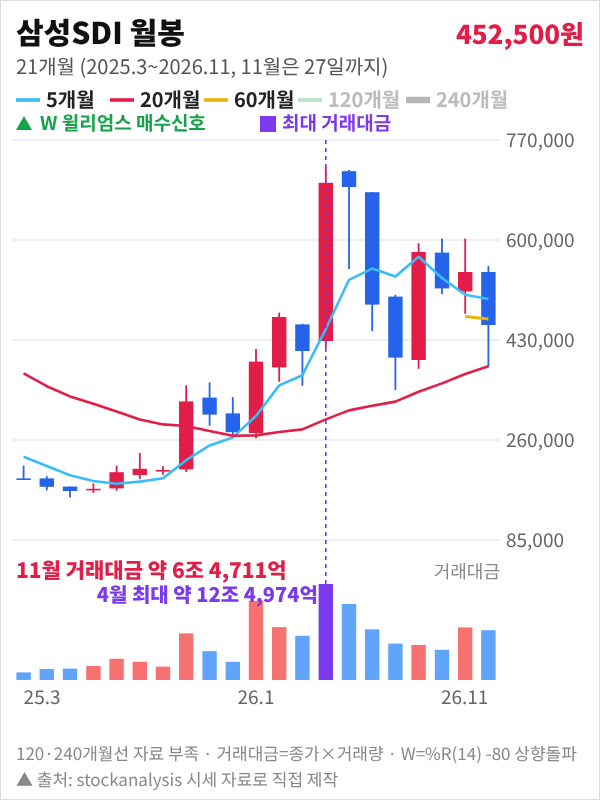 삼성SDI 월봉
452,500원
21개월 (2025.3~2026.11, 11월은 27일까지)
5개월 20개월 60개월 120개월 240개월
▲ W 윌리엄스 매수신호 최대 거래대금
770,000
600,000
430,000
260,000
85,000
11월 거래대금 약 6조 4,711억
거래대금
4월 최대 약 12조 4,974억
25.3 26.1 26.11
120·240개월선 자료 부족 · 거래대금=종가×거래량 · W=%R(14) -80 상향돌파
▲ 출처: stockanalysis 시세 자료로 직접 제작